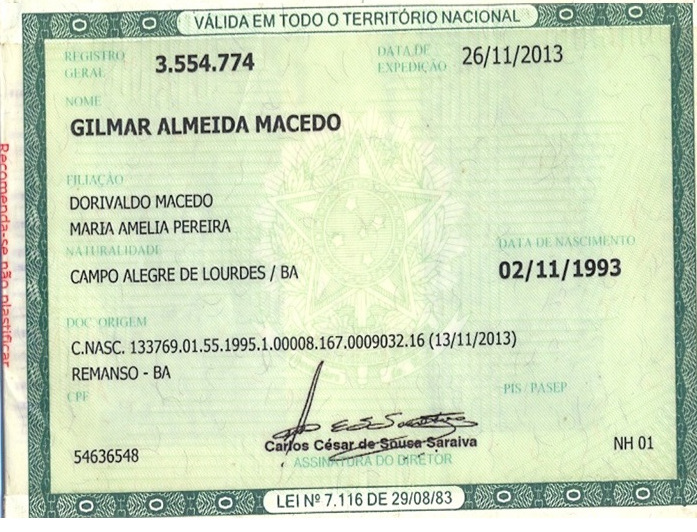 VÁLIDA EM TODO O TERRITÓRIO NACIONAL
REGISTRO GERAL 3.554.774 DATA DE EXPEDIÇÃO 26/11/2013
NOME
GILMAR ALMEIDA MACEDO
FILIAÇÃO
DORIVALDO MACEDO
MARIA AMELIA PEREIRA
NATURALIDADE DATA DE NASCIMENTO
CAMPO ALEGRE DE LOURDES / BA 02/11/1993
DOC ORIGEM
C.NASC. 133769.01.55.1995.1.00008.167.0009032.16 (13/11/2013)
REMANSO - BA
CPF PIS / PASEP
Carlos César de Sousa Saraiva
54636548 ASSINATURA DO DIRETOR NH 01
LEI Nº 7.116 DE 29/08/83
Recomenda-se não plastificar